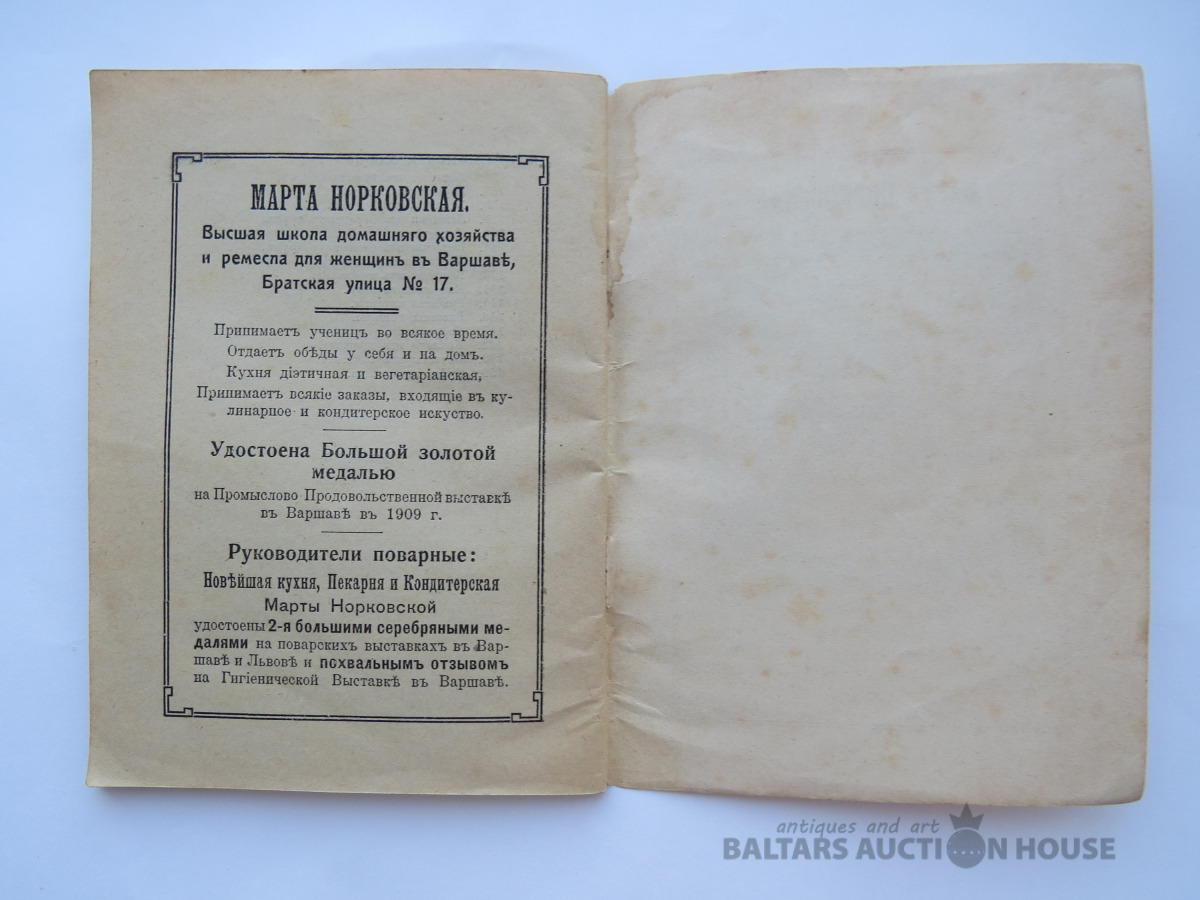 МАРТА НОРКОВСКАЯ.
Высшая школа домашняго хозяйства
и ремесла для женщинъ въ Варшавѣ,
Братская улица № 17.
Принимаетъ ученицъ во всякое время.
Отдаетъ обѣды у себя и на домъ.
Кухня діэтичная и вегетаріанская,
Принимаетъ всякіе заказы, входящіе въ ку-
линарное и кондитерское искуство.
Удостоена Большой золотой
медалью
на Промыслово Продовольственной выставкѣ
въ Варшавѣ въ 1909 г.
Руководители поварные:
Новѣйшая кухня, Пекарня и Кондитерская
Марты Норковской
удостоены 2-я большими серебряными ме-
далями на поварскихъ выставкахъ въ Вар-
шавѣ и Львовѣ и похвальнымъ отзывомъ
на Гигіенической Выставкѣ въ Варшавѣ.
antiques and art
BALTARS AUCTION HOUSE